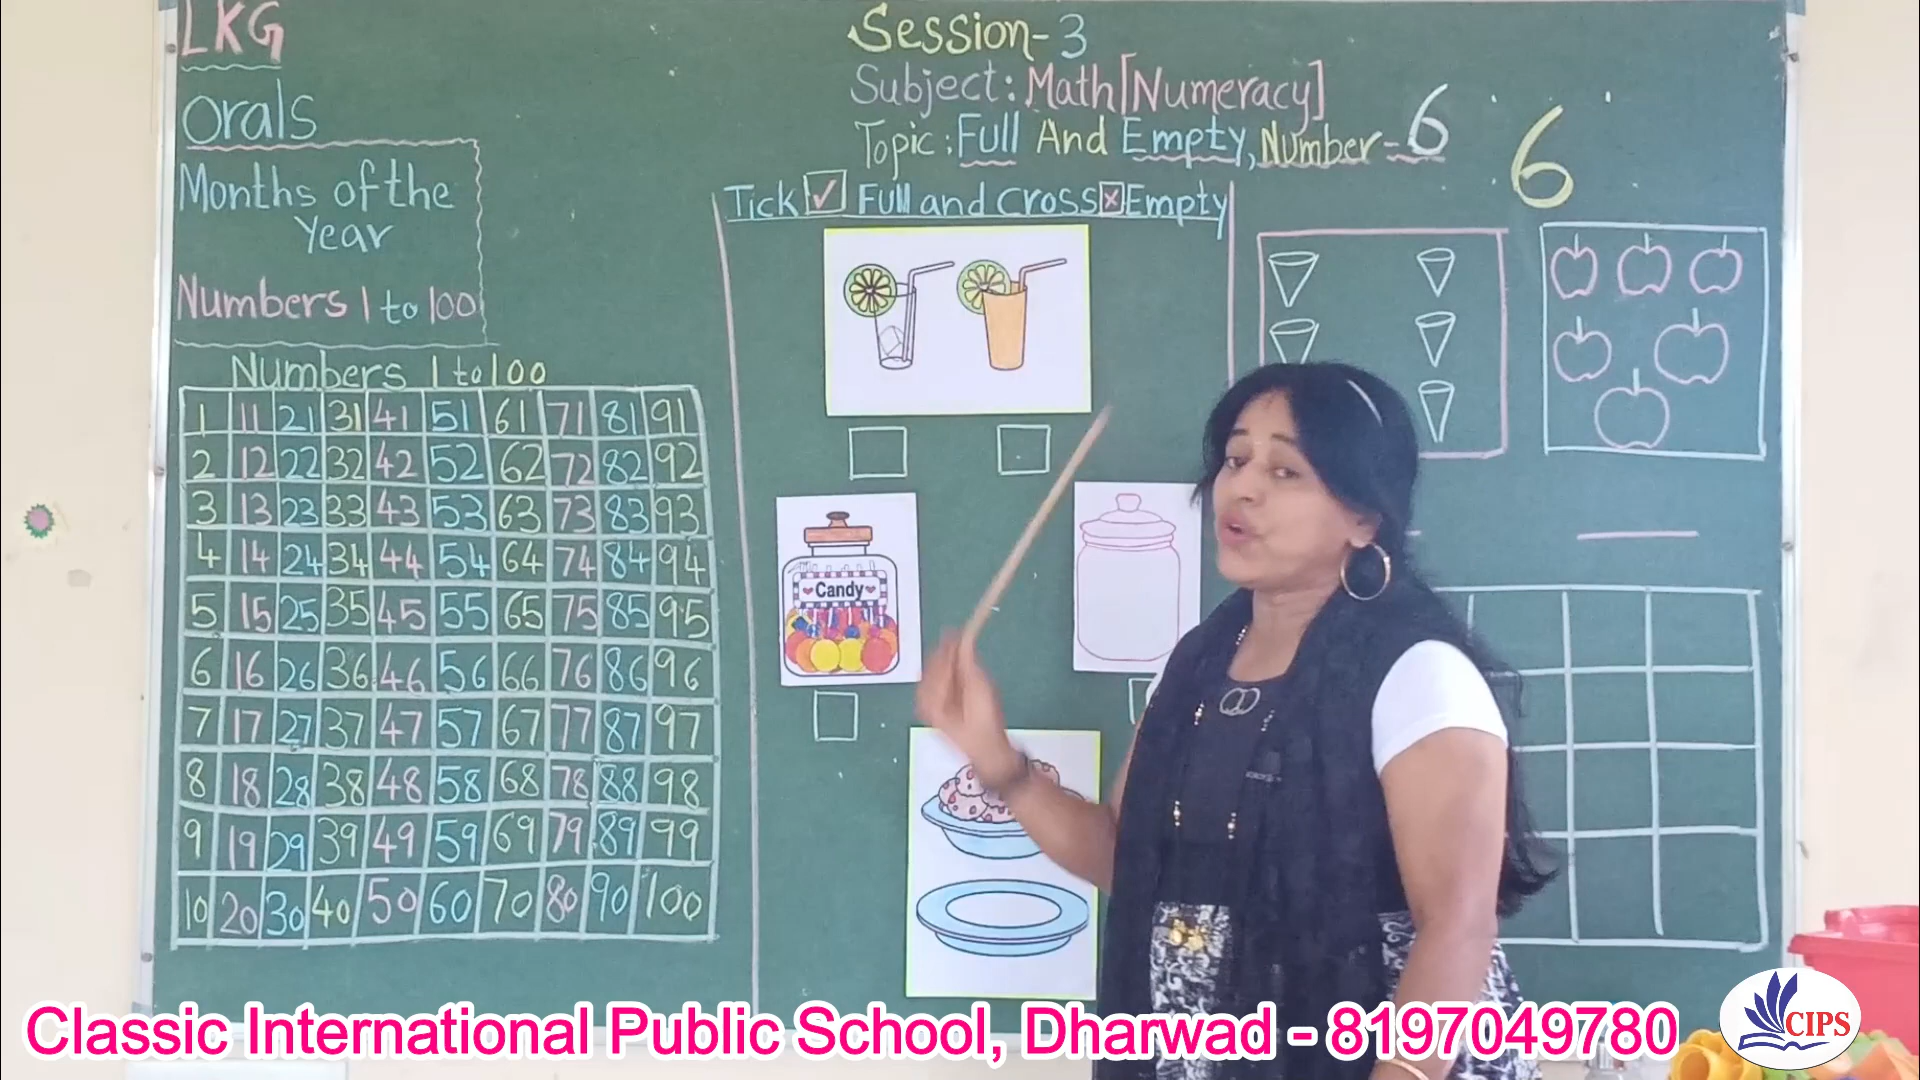 LKG
Orals
Months of the
Year
Numbers 1 to 100
Numbers 1 to 100
1 11 21 31 41 51 61 71 81 91
2 12 22 32 42 52 62 72 82 92
3 13 23 33 43 53 63 73 83 93
4 14 24 34 44 54 64 74 84 94
5 15 25 35 45 55 65 75 85 95
6 16 26 36 46 56 66 76 86 96
7 17 27 37 47 57 67 77 87 97
8 18 28 38 48 58 68 78 88 98
9 19 29 39 49 59 69 79 89 99
10 20 30 40 50 60 70 80 90 100
Session-3
Subject: Math[Numeracy]
Topic: Full And Empty, Number-6
6
Tick ✓ Full and Cross × Empty
Candy
Classic International Public School, Dharwad - 8197049780
CIPS